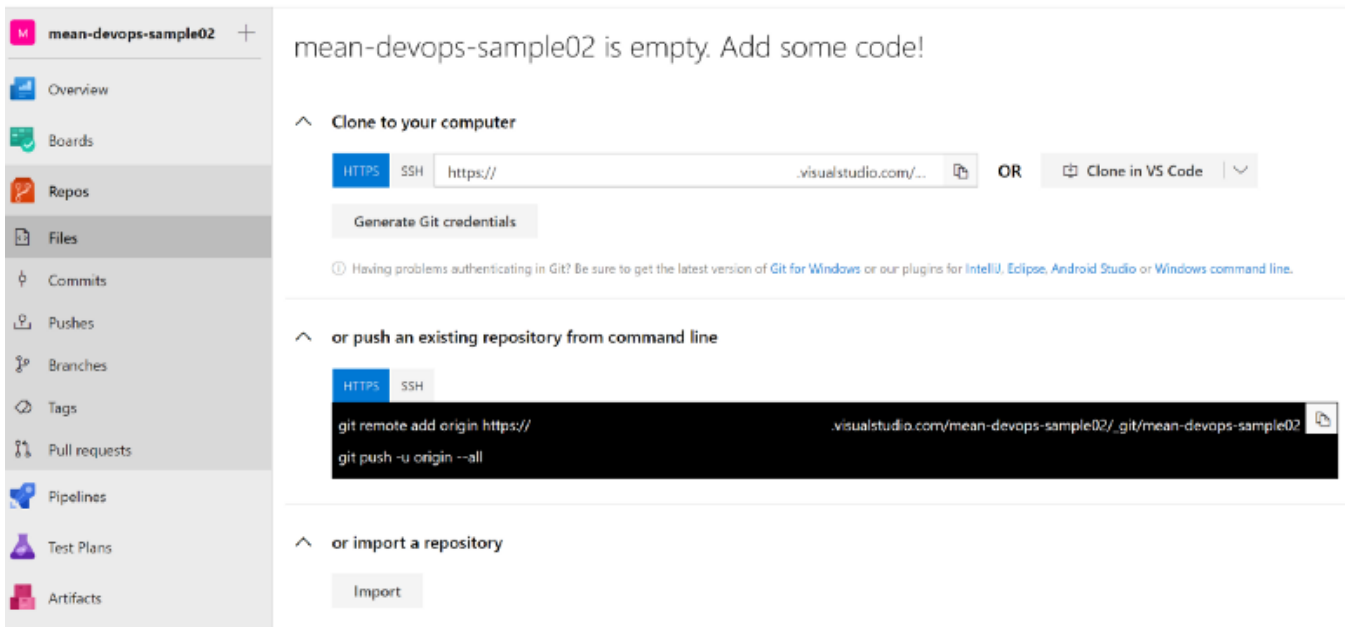 M mean-devops-sample02
Overview
Boards
Repos
Files
Commits
Pushes
Branches
Tags
Pull requests
Pipelines
Test Plans
Artifacts
mean-devops-sample02 is empty. Add some code!
Clone to your computer
HTTPS SSH https:// .visualstudio.com/... OR Clone in VS Code
Generate Git credentials
Having problems authenticating in Git? Be sure to get the latest version of Git for Windows or our plugins for IntelliJ, Eclipse, Android Studio or Windows command line.
or push an existing repository from command line
HTTPS SSH
git remote add origin https:// .visualstudio.com/mean-devops-sample02/_git/mean-devops-sample02
git push -u origin --all
or import a repository
Import